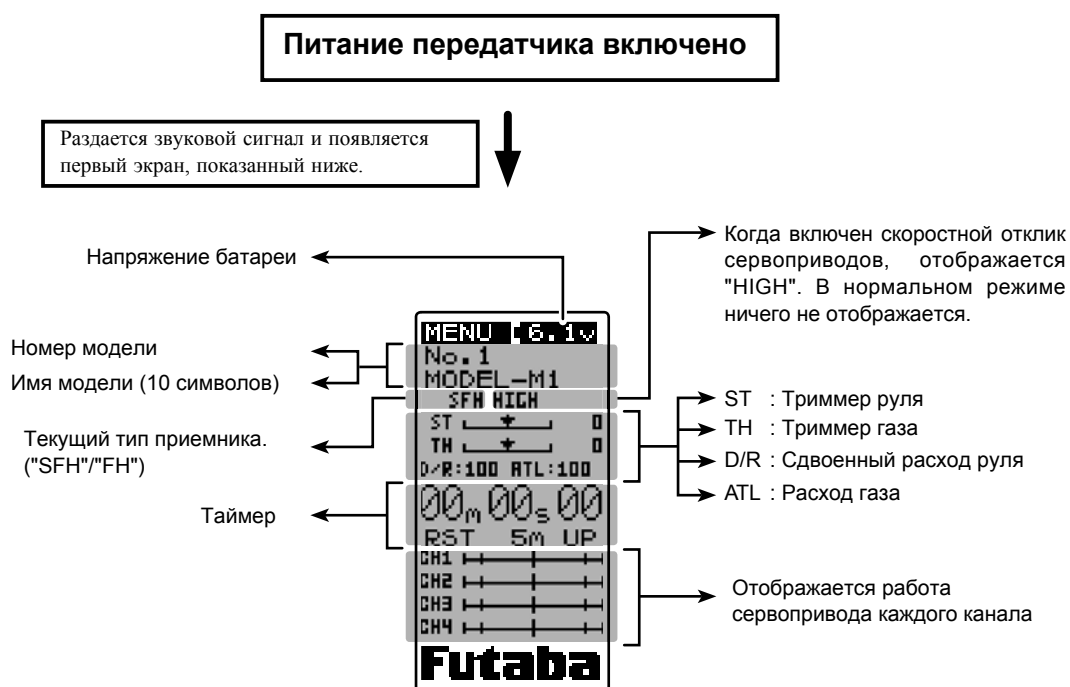 Питание передатчика включено
Раздается звуковой сигнал и появляется
первый экран, показанный ниже.
Напряжение батареи
Номер модели
Имя модели (10 символов)
Текущий тип приемника.
("SFH"/"FH")
Таймер
MENU 6.1v
No.1
MODEL-M1
SFH HIGH
ST 0
TH 0
D/R:100 ATL:100
00m 00s 00
RST 5m UP
CH1
CH2
CH3
CH4
Futaba
Когда включен скоростной отклик
сервоприводов, отображается
"HIGH". В нормальном режиме
ничего не отображается.
ST : Триммер руля
TH : Триммер газа
D/R : Сдвоенный расход руля
ATL : Расход газа
Отображается работа
сервопривода каждого канала